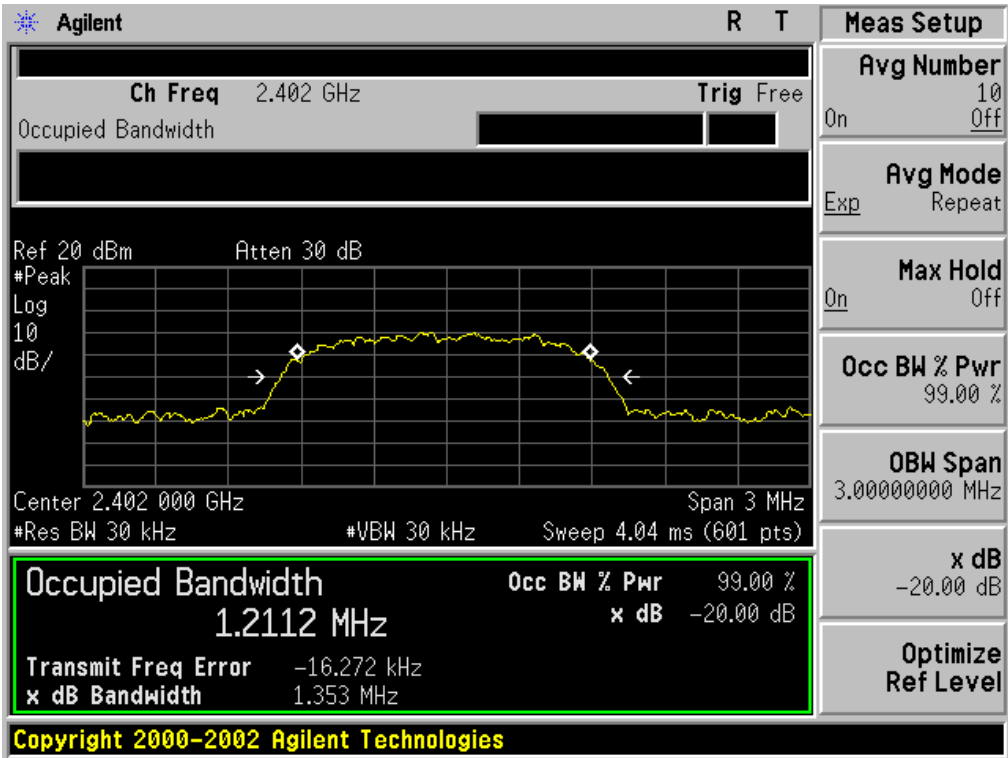 Agilent R T
Ch Freq 2.402 GHz Trig Free
Occupied Bandwidth
Ref 20 dBm Atten 30 dB
#Peak
Log
10
dB/
Center 2.402 000 GHz Span 3 MHz
#Res BW 30 kHz #VBW 30 kHz Sweep 4.04 ms (601 pts)
Occupied Bandwidth Occ BW % Pwr 99.00 %
1.2112 MHz x dB -20.00 dB
Transmit Freq Error -16.272 kHz
x dB Bandwidth 1.353 MHz
Copyright 2000-2002 Agilent Technologies
Meas Setup
Avg Number
10
On Off
Avg Mode
Exp Repeat
Max Hold
On Off
Occ BW % Pwr
99.00 %
OBW Span
3.00000000 MHz
x dB
-20.00 dB
Optimize
Ref Level